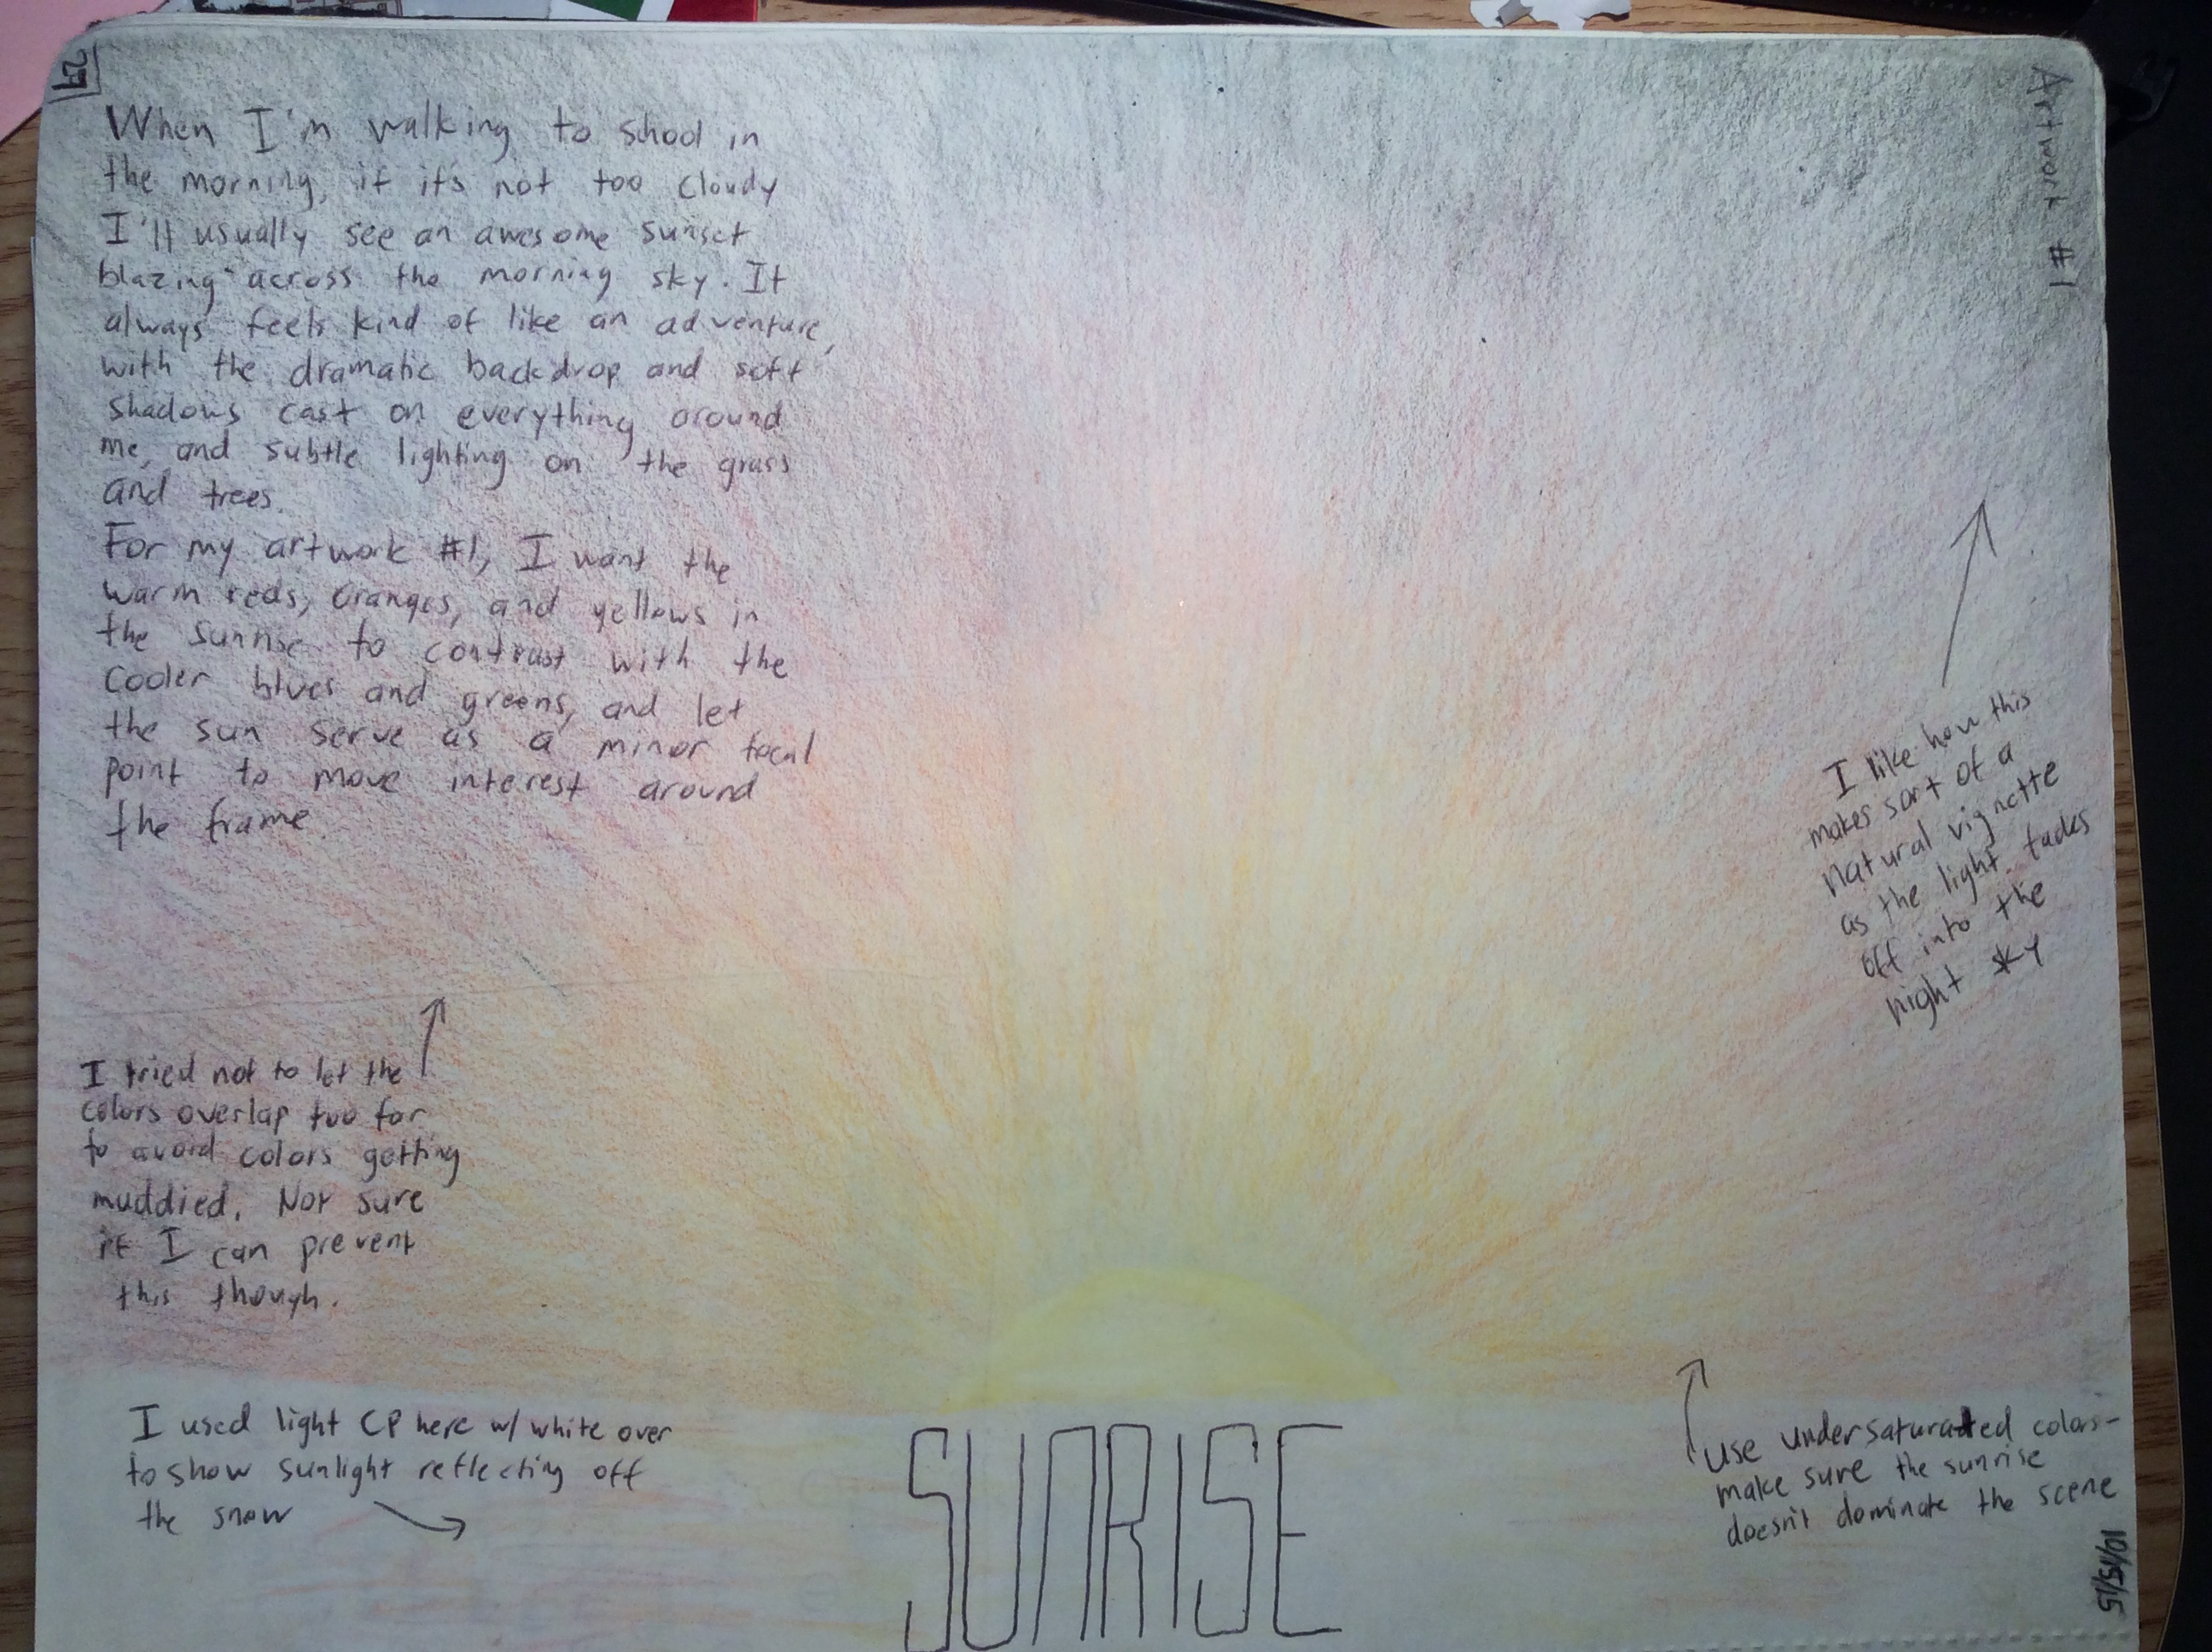 27
Artwork #1
When I'm walking to school in
the morning, if it's not too cloudy
I'll usually see an awesome sunset
blazing across the morning sky. It
always feels kind of like an adventure,
with the dramatic backdrop and soft
shadows cast on everything around
me, and subtle lighting on the grass
and trees.
For my artwork #1, I want the
warm reds, oranges, and yellows in
the sunrise to contrast with the
cooler blues and greens, and let
the sun serve as a minor focal
point to move interest around
the frame.
I like how this
makes sort of a
natural vignette
as the light fades
off into the
night sky
I tried not to let the
colors overlap too far
to avoid colors getting
muddied. Not sure
if I can prevent
this though.
I used light CP here w/ white over
to show sunlight reflecting off
the snow
SUNRISE
use undersaturated colors-
make sure the sunrise
doesn't dominate the scene
10/15/15